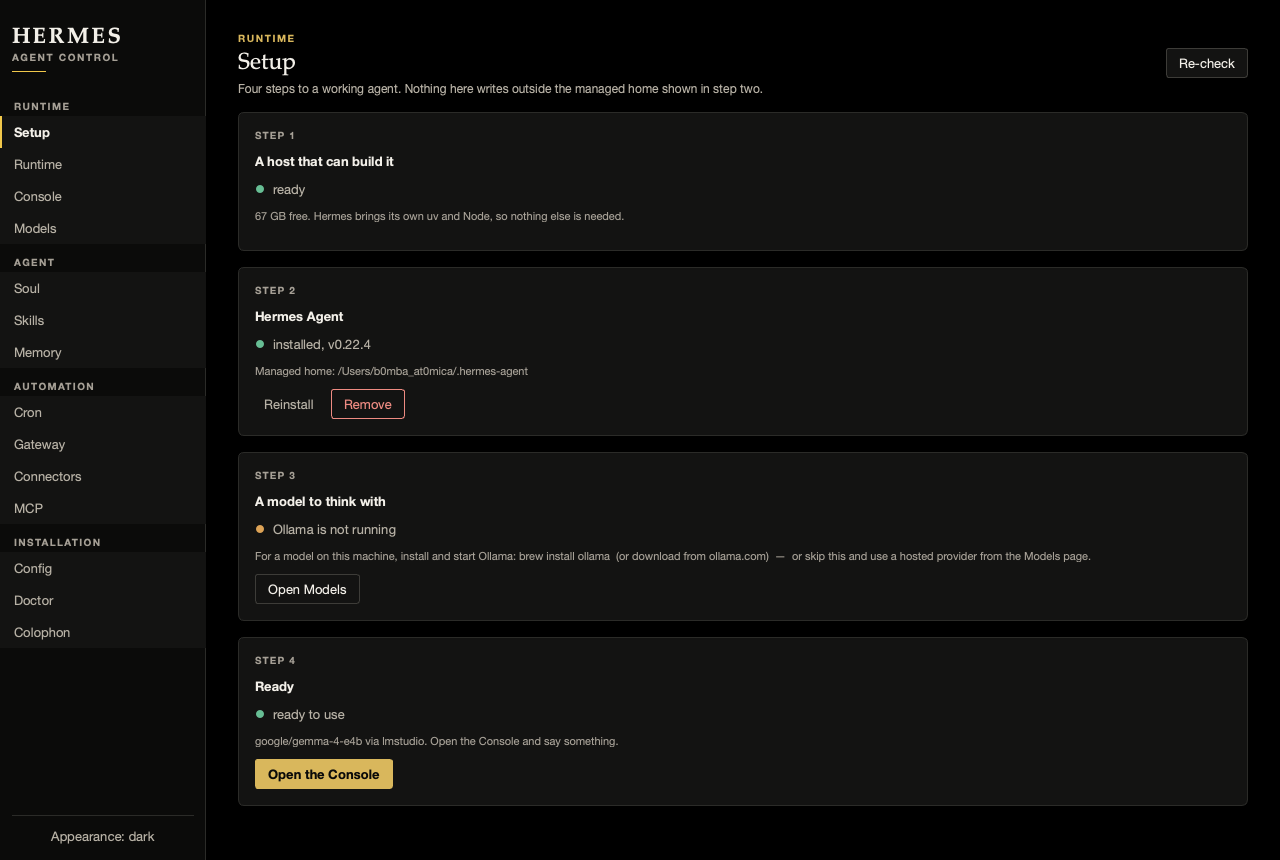 HERMES
AGENT CONTROL
RUNTIME
Setup
Runtime
Console
Models
AGENT
Soul
Skills
Memory
AUTOMATION
Cron
Gateway
Connectors
MCP
INSTALLATION
Config
Doctor
Colophon
Appearance: dark
RUNTIME
Setup
Re-check
Four steps to a working agent. Nothing here writes outside the managed home shown in step two.
STEP 1
A host that can build it
ready
67 GB free. Hermes brings its own uv and Node, so nothing else is needed.
STEP 2
Hermes Agent
installed, v0.22.4
Managed home: /Users/b0mba_at0mica/.hermes-agent
Reinstall Remove
STEP 3
A model to think with
Ollama is not running
For a model on this machine, install and start Ollama: brew install ollama (or download from ollama.com) — or skip this and use a hosted provider from the Models page.
Open Models
STEP 4
Ready
ready to use
google/gemma-4-e4b via lmstudio. Open the Console and say something.
Open the Console